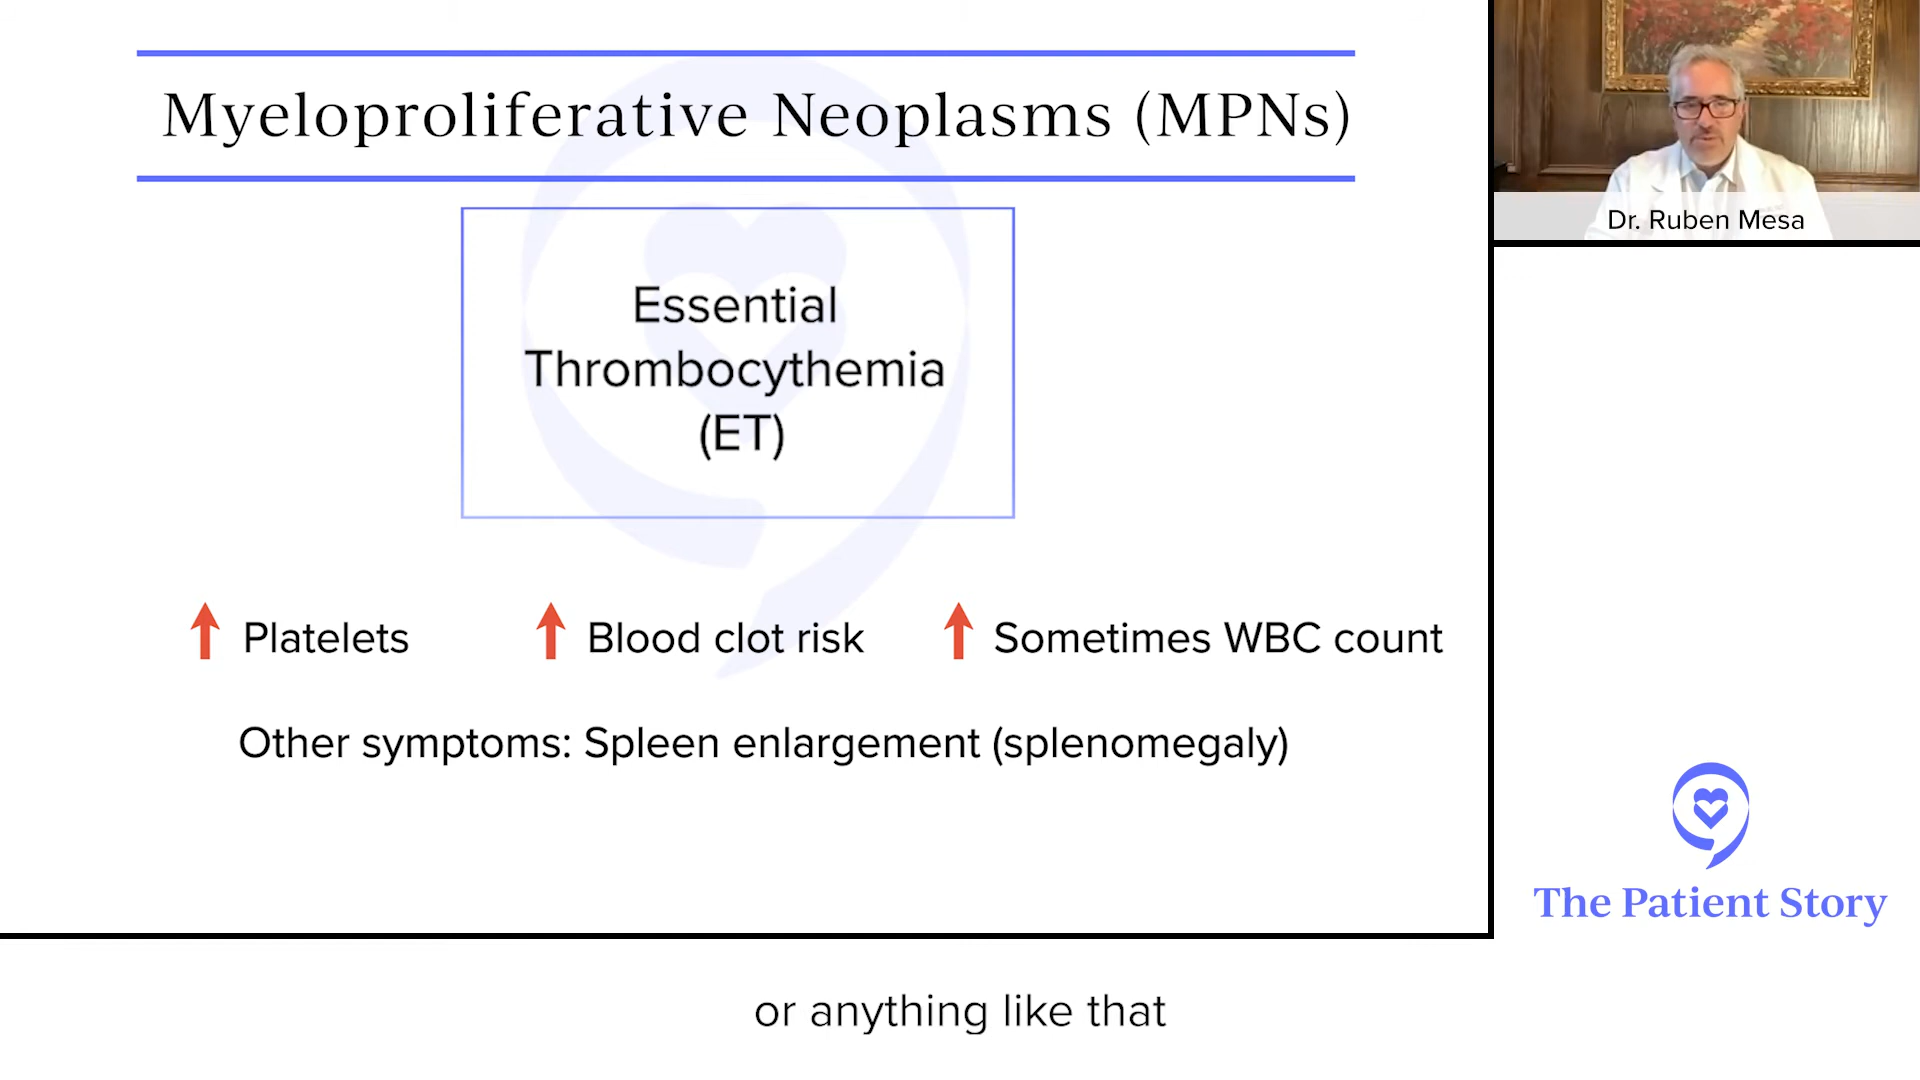 Myeloproliferative Neoplasms (MPNs)
Dr. Ruben Mesa
Essential
Thrombocythemia
(ET)
Platelets
Blood clot risk
Sometimes WBC count
Other symptoms: Spleen enlargement (splenomegaly)
The Patient Story
or anything like that